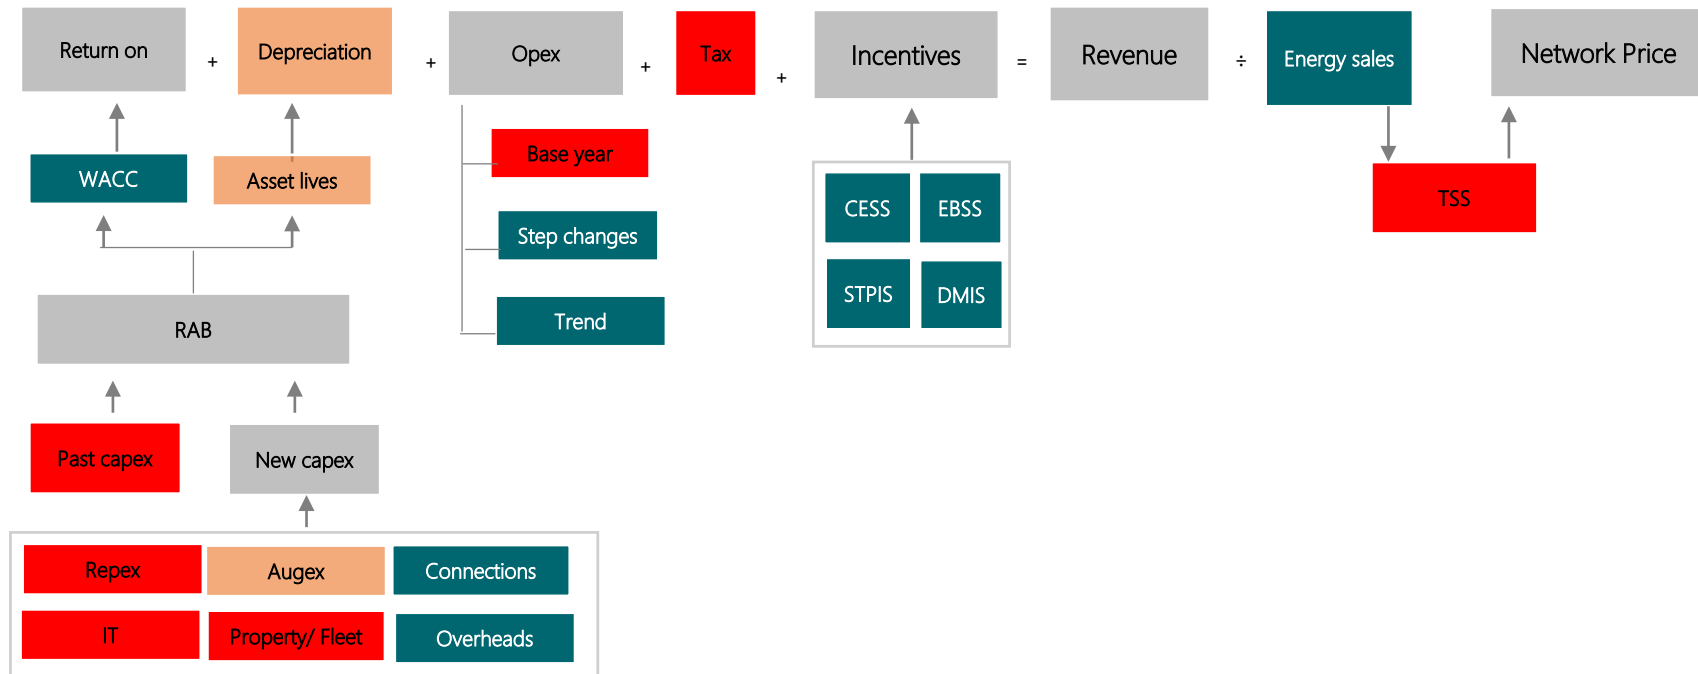 Return on + Depreciation + Opex + Tax + Incentives = Revenue ÷ Energy sales Network Price
WACC
Asset lives
Base year
Step changes
Trend
CESS EBSS
STPIS DMIS
TSS
RAB
Past capex
New capex
Repex Augex Connections
IT Property/ Fleet Overheads